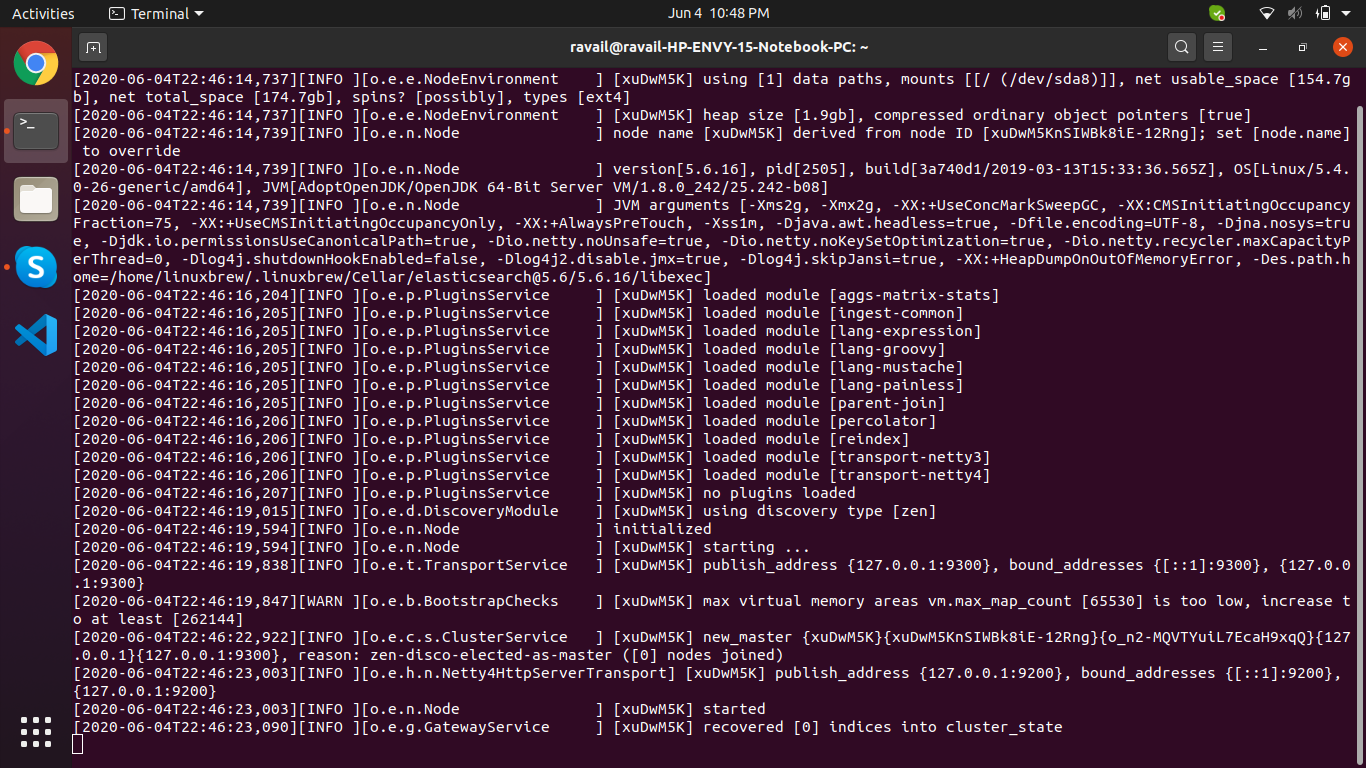 Activities
Terminal
Jun 4 10:48 PM
ravail@ravail-HP-ENVY-15-Notebook-PC: ~
[2020-06-04T22:46:14,737][INFO ][o.e.e.NodeEnvironment    ] [xuDwM5K] using [1] data paths, mounts [[/ (/dev/sda8)]], net usable_space [154.7g
b], net total_space [174.7gb], spins? [possibly], types [ext4]
[2020-06-04T22:46:14,737][INFO ][o.e.e.NodeEnvironment    ] [xuDwM5K] heap size [1.9gb], compressed ordinary object pointers [true]
[2020-06-04T22:46:14,739][INFO ][o.e.n.Node               ] node name [xuDwM5K] derived from node ID [xuDwM5KnSIWBk8iE-12Rng]; set [node.name]
 to override
[2020-06-04T22:46:14,739][INFO ][o.e.n.Node               ] version[5.6.16], pid[2505], build[3a740d1/2019-03-13T15:33:36.565Z], OS[Linux/5.4.
0-26-generic/amd64], JVM[AdoptOpenJDK/OpenJDK 64-Bit Server VM/1.8.0_242/25.242-b08]
[2020-06-04T22:46:14,739][INFO ][o.e.n.Node               ] JVM arguments [-Xms2g, -Xmx2g, -XX:+UseConcMarkSweepGC, -XX:CMSInitiatingOccupancy
Fraction=75, -XX:+UseCMSInitiatingOccupancyOnly, -XX:+AlwaysPreTouch, -Xss1m, -Djava.awt.headless=true, -Dfile.encoding=UTF-8, -Djna.nosys=tru
e, -Djdk.io.permissionsUseCanonicalPath=true, -Dio.netty.noUnsafe=true, -Dio.netty.noKeySetOptimization=true, -Dio.netty.recycler.maxCapacityP
erThread=0, -Dlog4j.shutdownHookEnabled=false, -Dlog4j2.disable.jmx=true, -Dlog4j.skipJansi=true, -XX:+HeapDumpOnOutOfMemoryError, -Des.path.h
ome=/home/linuxbrew/.linuxbrew/Cellar/elasticsearch@5.6/5.6.16/libexec]
[2020-06-04T22:46:16,204][INFO ][o.e.p.PluginsService     ] [xuDwM5K] loaded module [aggs-matrix-stats]
[2020-06-04T22:46:16,205][INFO ][o.e.p.PluginsService     ] [xuDwM5K] loaded module [ingest-common]
[2020-06-04T22:46:16,205][INFO ][o.e.p.PluginsService     ] [xuDwM5K] loaded module [lang-expression]
[2020-06-04T22:46:16,205][INFO ][o.e.p.PluginsService     ] [xuDwM5K] loaded module [lang-groovy]
[2020-06-04T22:46:16,205][INFO ][o.e.p.PluginsService     ] [xuDwM5K] loaded module [lang-mustache]
[2020-06-04T22:46:16,205][INFO ][o.e.p.PluginsService     ] [xuDwM5K] loaded module [lang-painless]
[2020-06-04T22:46:16,205][INFO ][o.e.p.PluginsService     ] [xuDwM5K] loaded module [parent-join]
[2020-06-04T22:46:16,206][INFO ][o.e.p.PluginsService     ] [xuDwM5K] loaded module [percolator]
[2020-06-04T22:46:16,206][INFO ][o.e.p.PluginsService     ] [xuDwM5K] loaded module [reindex]
[2020-06-04T22:46:16,206][INFO ][o.e.p.PluginsService     ] [xuDwM5K] loaded module [transport-netty3]
[2020-06-04T22:46:16,206][INFO ][o.e.p.PluginsService     ] [xuDwM5K] loaded module [transport-netty4]
[2020-06-04T22:46:16,207][INFO ][o.e.p.PluginsService     ] [xuDwM5K] no plugins loaded
[2020-06-04T22:46:19,015][INFO ][o.e.d.DiscoveryModule    ] [xuDwM5K] using discovery type [zen]
[2020-06-04T22:46:19,594][INFO ][o.e.n.Node               ] initialized
[2020-06-04T22:46:19,594][INFO ][o.e.n.Node               ] [xuDwM5K] starting ...
[2020-06-04T22:46:19,838][INFO ][o.e.t.TransportService   ] [xuDwM5K] publish_address {127.0.0.1:9300}, bound_addresses {[::1]:9300}, {127.0.0
.1:9300}
[2020-06-04T22:46:19,847][WARN ][o.e.b.BootstrapChecks    ] [xuDwM5K] max virtual memory areas vm.max_map_count [65530] is too low, increase t
o at least [262144]
[2020-06-04T22:46:22,922][INFO ][o.e.c.s.ClusterService   ] [xuDwM5K] new_master {xuDwM5K}{xuDwM5KnSIWBk8iE-12Rng}{o_n2-MQVTYuiL7EcaH9xqQ}{127
.0.0.1}{127.0.0.1:9300}, reason: zen-disco-elected-as-master ([0] nodes joined)
[2020-06-04T22:46:23,003][INFO ][o.e.h.n.Netty4HttpServerTransport] [xuDwM5K] publish_address {127.0.0.1:9200}, bound_addresses {[::1]:9200},
{127.0.0.1:9200}
[2020-06-04T22:46:23,003][INFO ][o.e.n.Node               ] [xuDwM5K] started
[2020-06-04T22:46:23,090][INFO ][o.e.g.GatewayService     ] [xuDwM5K] recovered [0] indices into cluster_state